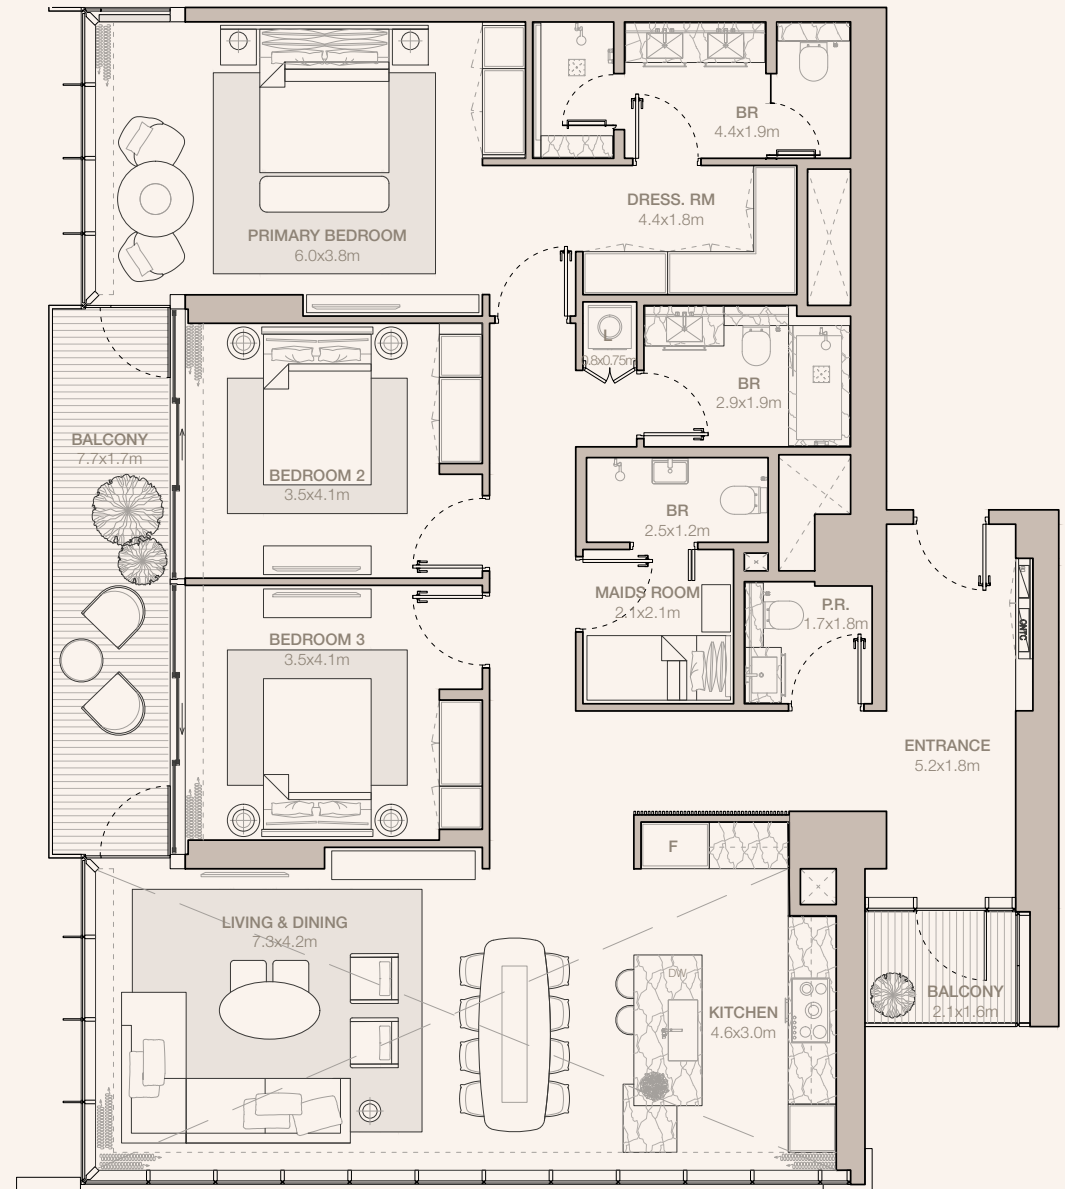 BR
4.4x1.9m
DRESS. RM
4.4x1.8m
PRIMARY BEDROOM
6.0x3.8m
0.8x0.75m
BR
2.9x1.9m
BALCONY
7.7x1.7m
BEDROOM 2
3.5x4.1m
BR
2.5x1.2m
MAIDS ROOM
2.1x2.1m
P.R.
1.7x1.8m
BEDROOM 3
3.5x4.1m
ENTRANCE
5.2x1.8m
F
LIVING & DINING
7.3x4.2m
DW
KITCHEN
4.6x3.0m
BALCONY
2.1x1.6m